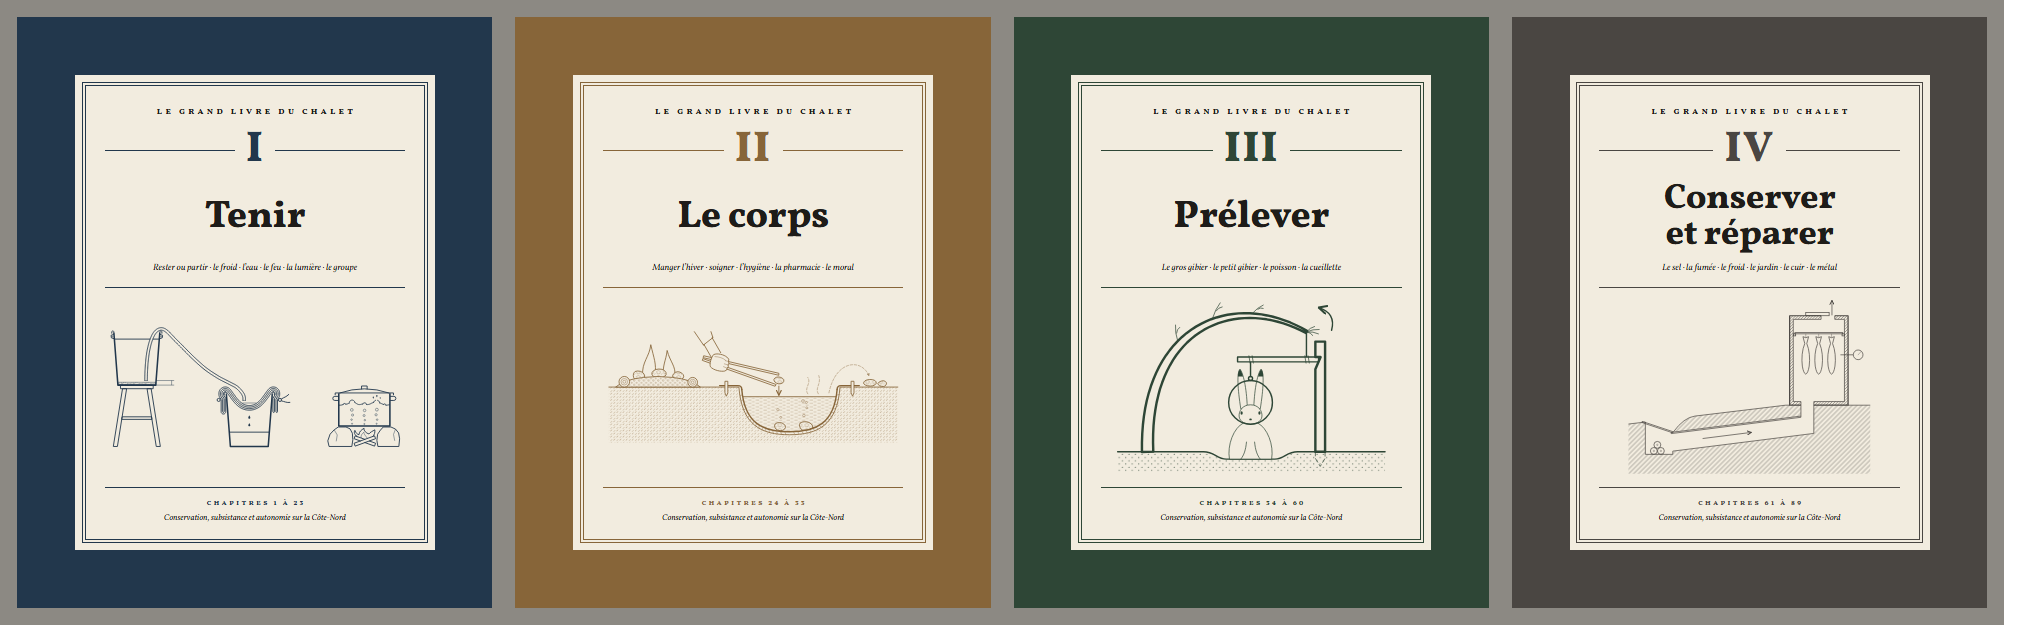 LE GRAND LIVRE DU CHALET
I
Tenir
Rester ou partir · le froid · l'eau · le feu · la lumière · le groupe
CHAPITRES 1 À 23
Conservation, subsistance et autonomie sur la Côte-Nord
LE GRAND LIVRE DU CHALET
II
Le corps
Manger l'hiver · soigner · l'hygiène · la pharmacie · le moral
CHAPITRES 24 À 33
Conservation, subsistance et autonomie sur la Côte-Nord
LE GRAND LIVRE DU CHALET
III
Prélever
Le gros gibier · le petit gibier · le poisson · la cueillette
CHAPITRES 34 À 60
Conservation, subsistance et autonomie sur la Côte-Nord
LE GRAND LIVRE DU CHALET
IV
Conserver
et réparer
Le sel · la fumée · le froid · le jardin · le cuir · le métal
CHAPITRES 61 À 89
Conservation, subsistance et autonomie sur la Côte-Nord